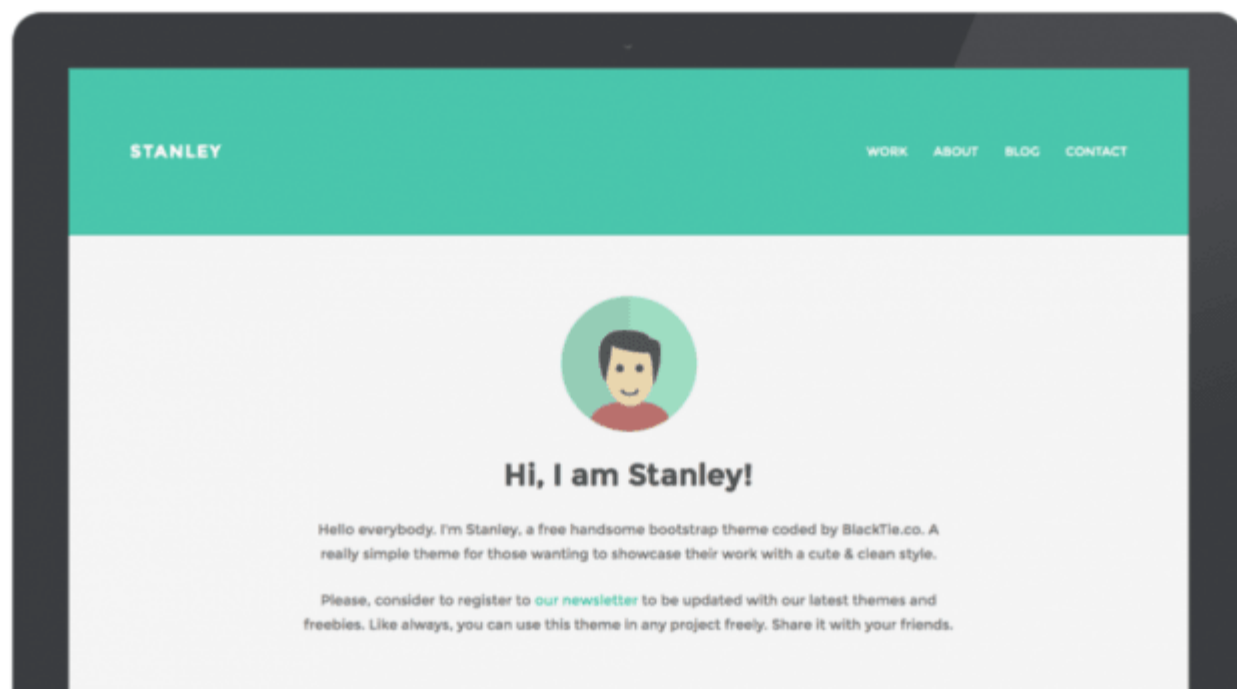 STANLEY
WORK ABOUT BLOG CONTACT
Hi, I am Stanley!
Hello everybody. I'm Stanley, a free handsome bootstrap theme coded by BlackTie.co. A
really simple theme for those wanting to showcase their work with a cute & clean style.
Please, consider to register to our newsletter to be updated with our latest themes and
freebies. Like always, you can use this theme in any project freely. Share it with your friends.